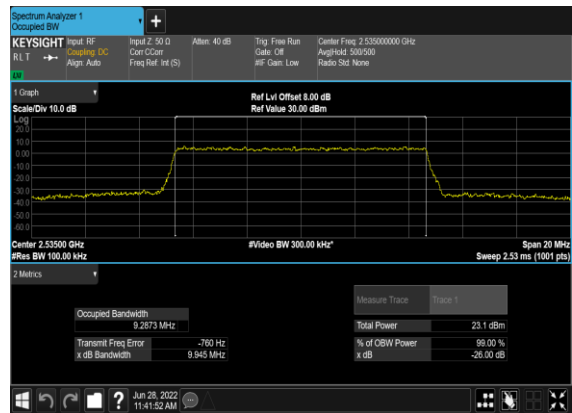 Spectrum Analyzer 1
Occupied BW
KEYSIGHT
RLT
LW
Input: RF
Coupling: DC
Align: Auto
Input Z: 50 Ω
Corr CCorr
Freq Ref: Int (S)
Atten: 40 dB
Trig: Free Run
Gate: Off
#IF Gain: Low
Center Freq: 2.535000000 GHz
Avg|Hold: 500/500
Radio Std: None
1 Graph
Scale/Div 10.0 dB
Ref Lvl Offset 8.00 dB
Ref Value 30.00 dBm
Log
20.0
10.0
0.00
-10.0
-20.0
-30.0
-40.0
-50.0
-60.0
Center 2.53500 GHz
#Res BW 100.00 kHz
#Video BW 300.00 kHz*
Span 20 MHz
Sweep 2.53 ms (1001 pts)
2 Metrics
Measure Trace
Trace 1
Occupied Bandwidth
9.2873 MHz
Total Power
23.1 dBm
Transmit Freq Error
-760 Hz
% of OBW Power
99.00 %
x dB Bandwidth
9.945 MHz
x dB
-26.00 dB
?
Jun 28, 2022
11:41:52 AM